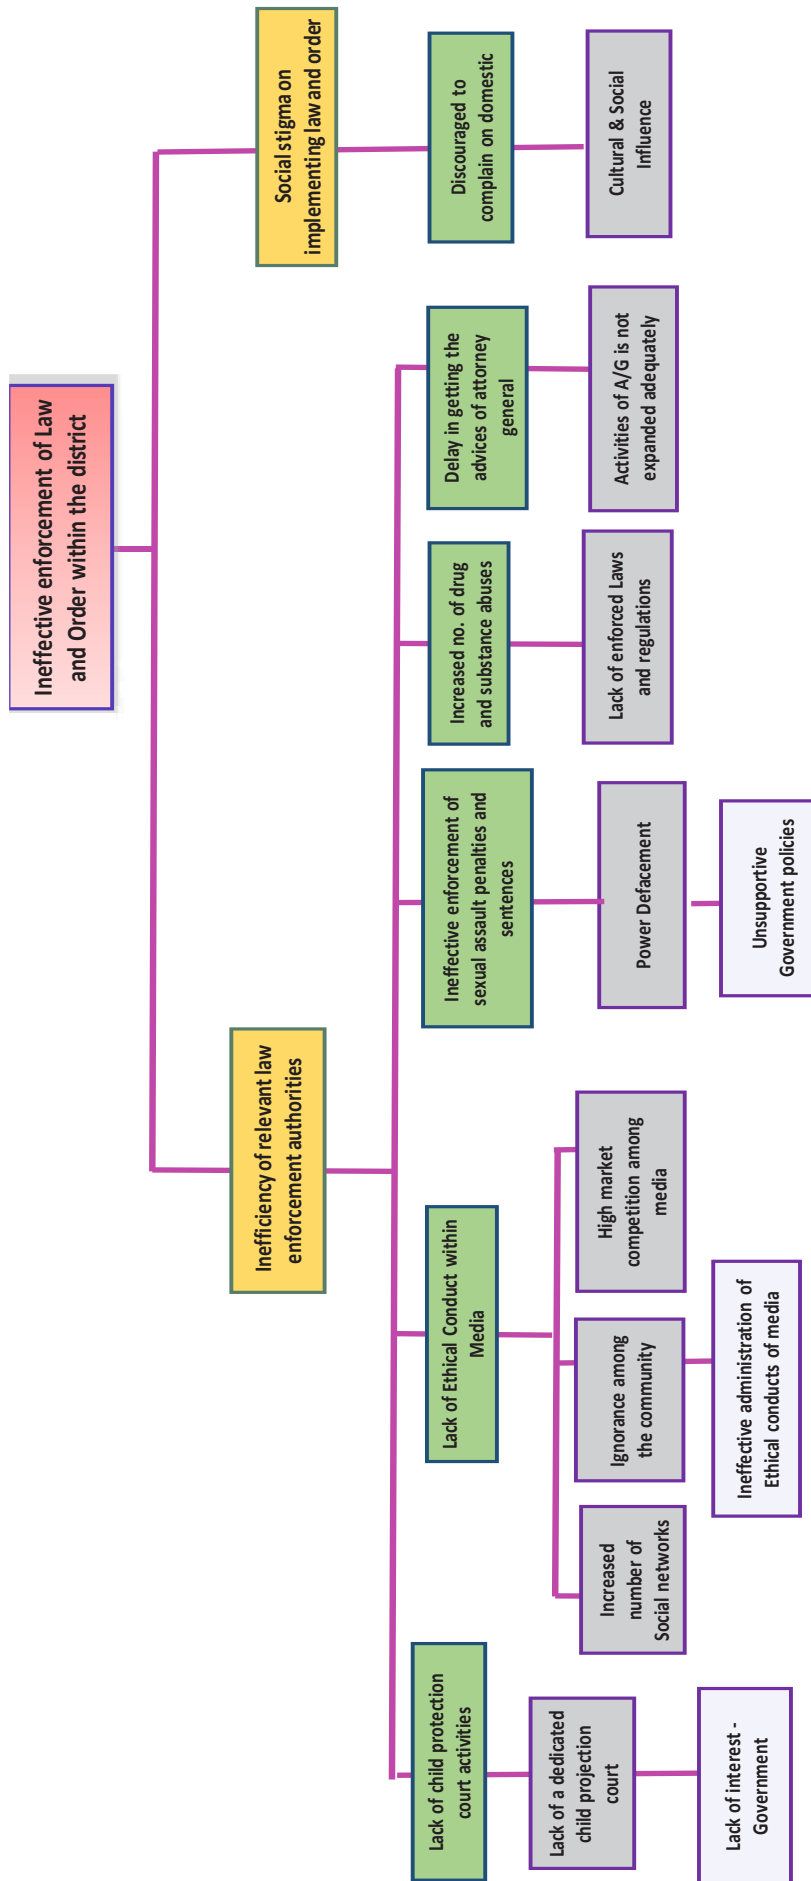 Ineffective enforcement of Law
and Order within the district
Inefficiency of relevant law
enforcement authorities
Social stigma on
implementing law and order
Lack of child protection
court activities
Lack of Ethical Conduct within
Media
Ineffective enforcement of
sexual assault penalties and
sentences
Increased no. of drug
and substance abuses
Delay in getting the
advices of attorney
general
Discouraged to
complain on domestic
Lack of a dedicated
child projection
court
Increased
number of
Social networks
Ignorance among
the community
High market
competition among
media
Power Defacement
Lack of enforced Laws
and regulations
Activities of A/G is not
expanded adequately
Cultural & Social
Influence
Lack of interest -
Government
Ineffective administration of
Ethical conducts of media
Unsupportive
Government policies